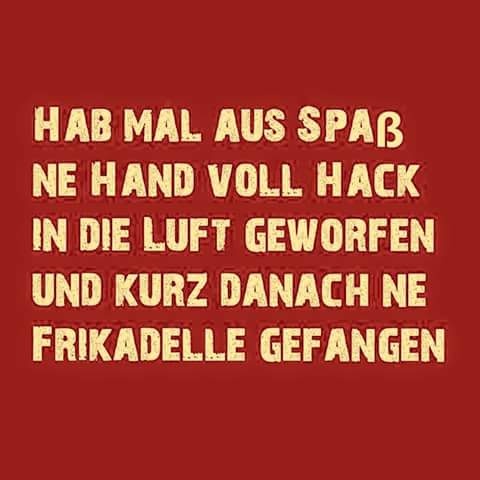 Hab mal aus Spaß
ne Hand voll Hack
in die Luft geworfen
und kurz danach ne
Frikadelle gefangen